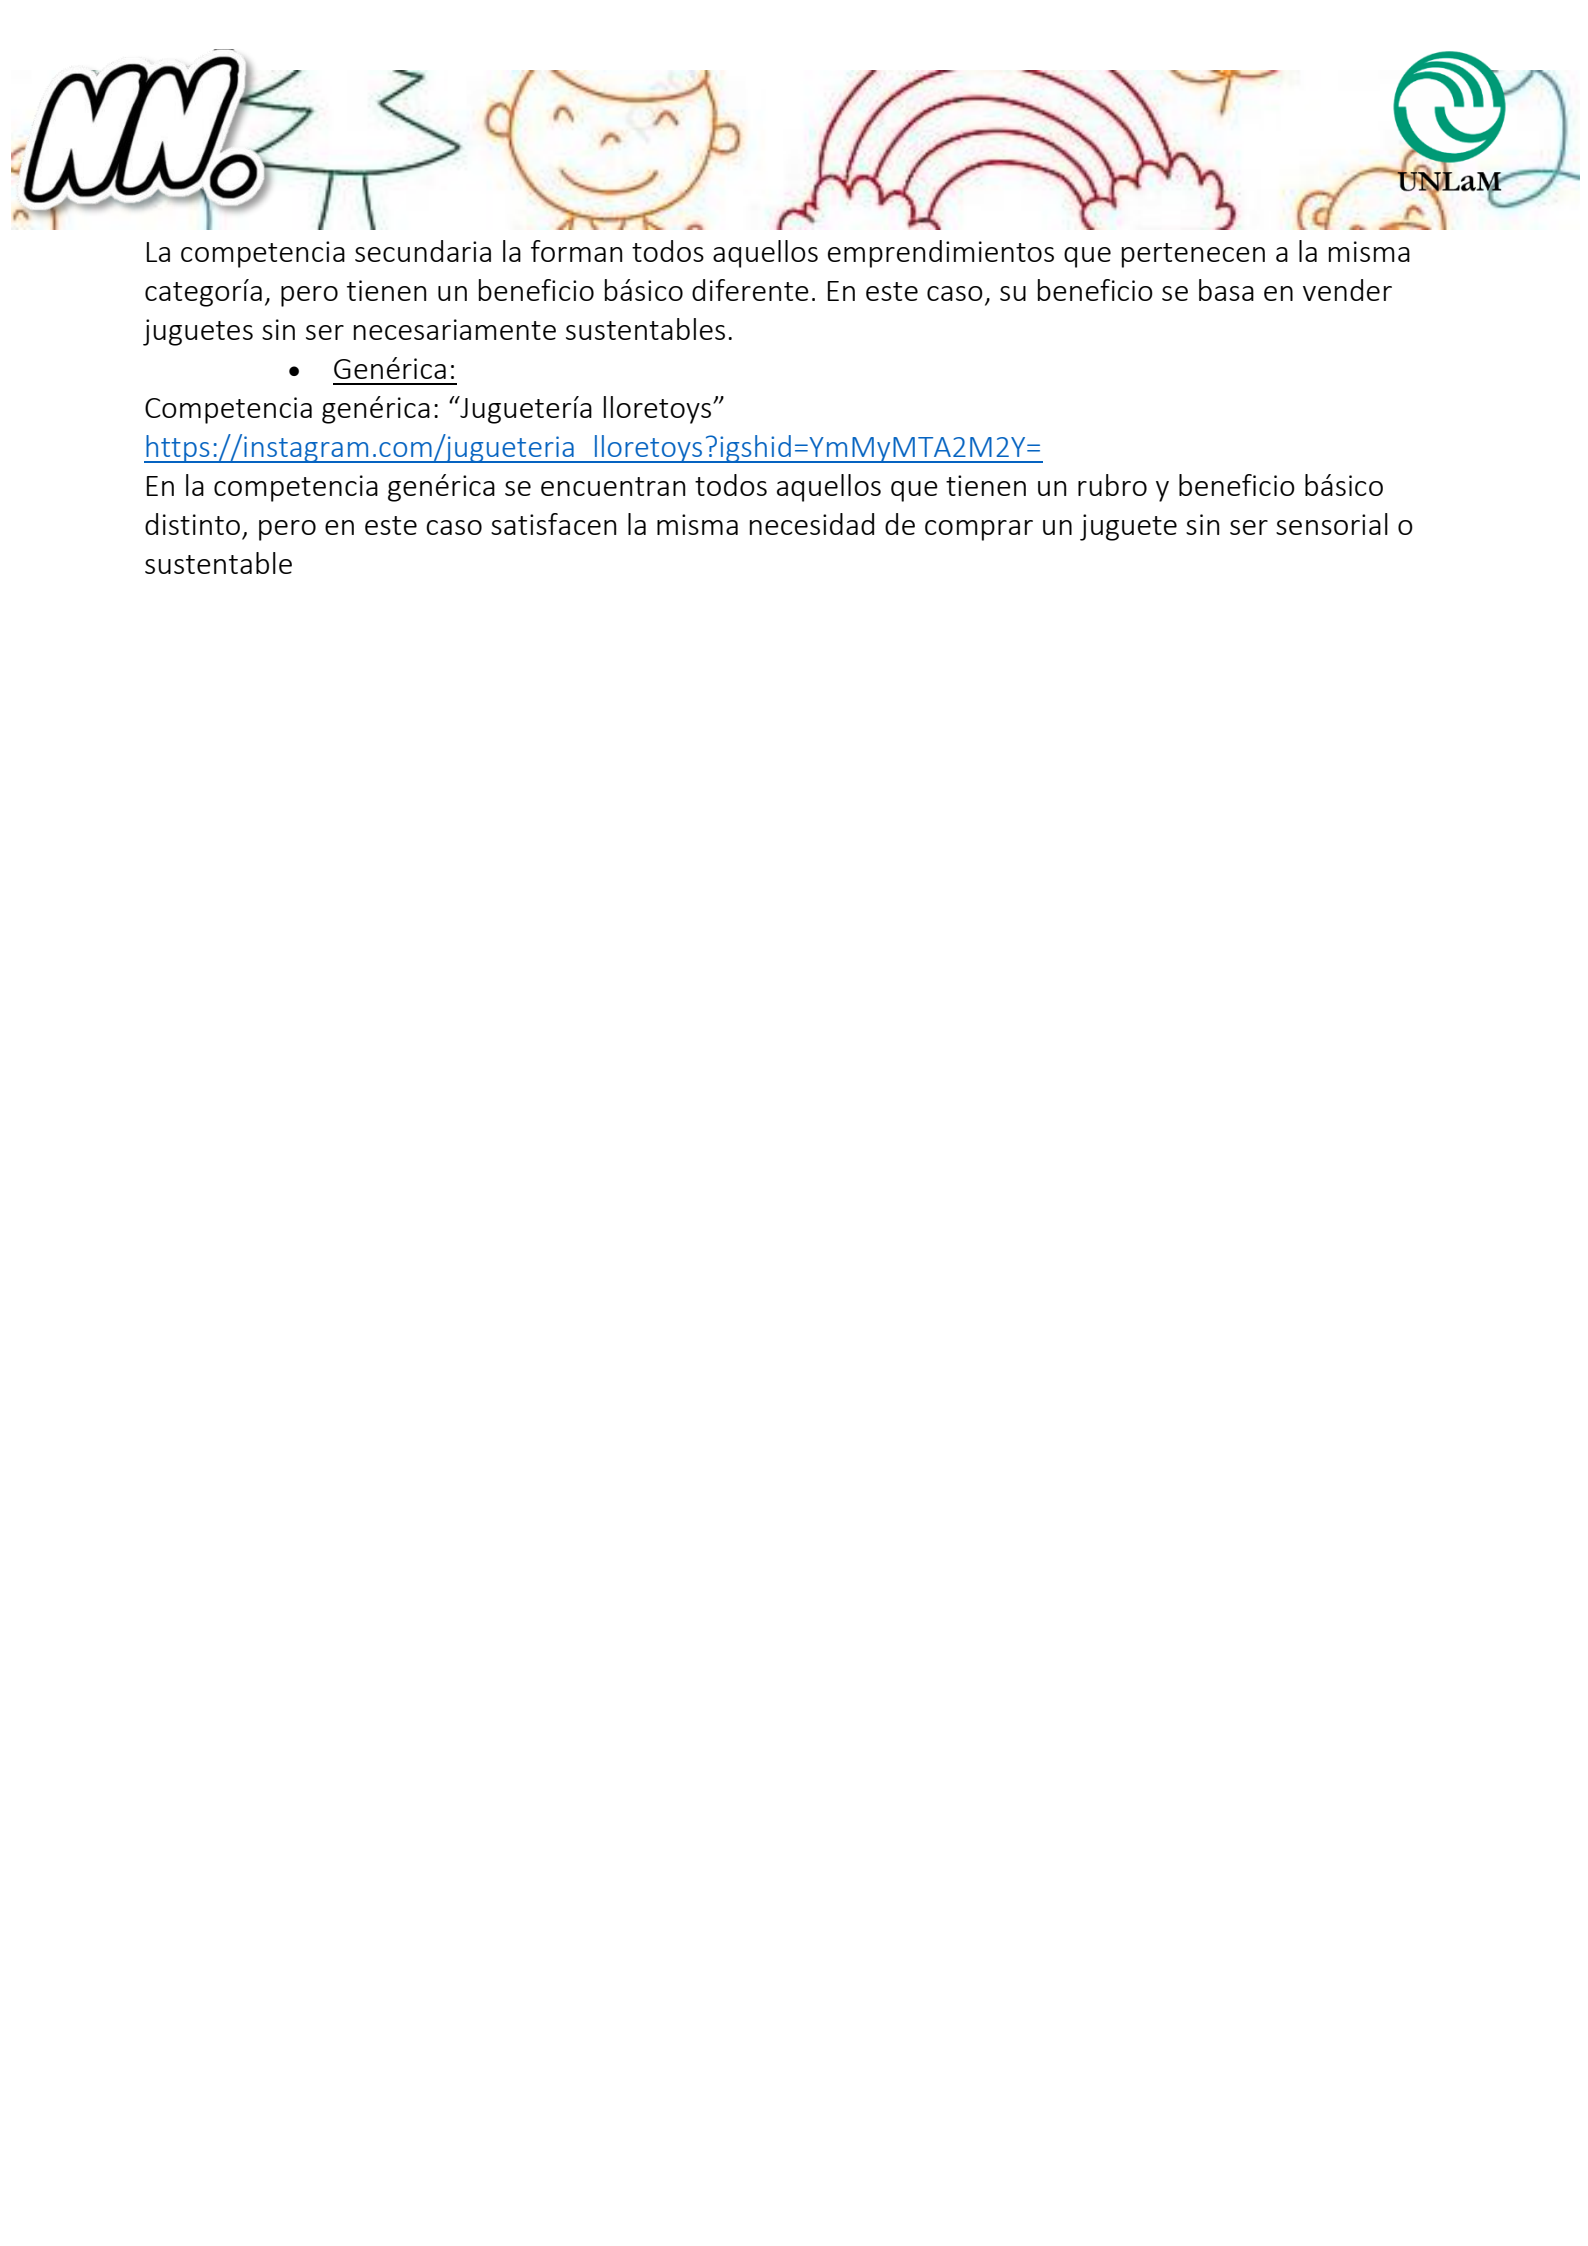 NN.
UNLaM
La competencia secundaria la forman todos aquellos emprendimientos que pertenecen a la misma
categoría, pero tienen un beneficio básico diferente. En este caso, su beneficio se basa en vender
juguetes sin ser necesariamente sustentables.
• Genérica:
Competencia genérica: “Juguetería lloretoys”
https://instagram.com/jugueteria_lloretoys?igshid=YmMyMTA2M2Y=
En la competencia genérica se encuentran todos aquellos que tienen un rubro y beneficio básico
distinto, pero en este caso satisfacen la misma necesidad de comprar un juguete sin ser sensorial o
sustentable